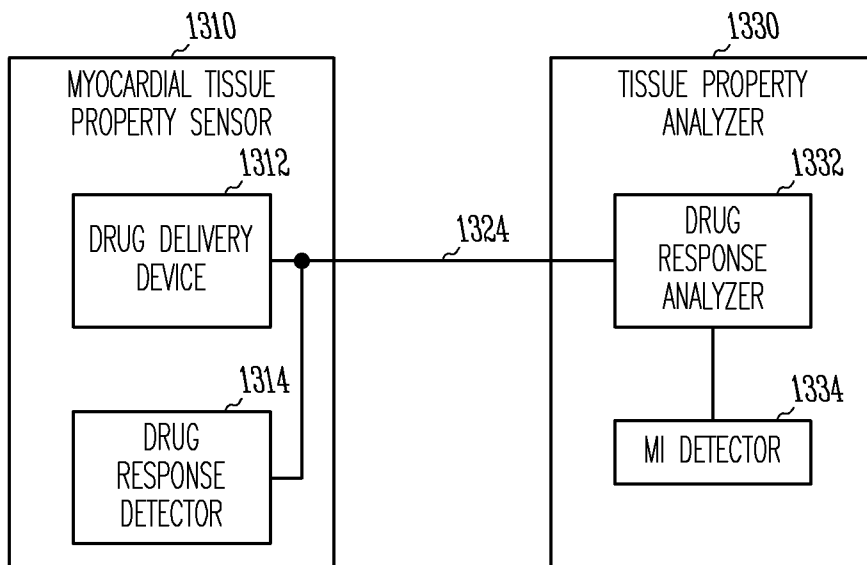 1310
MYOCARDIAL TISSUE
PROPERTY SENSOR
1312
DRUG DELIVERY
DEVICE
1314
DRUG
RESPONSE
DETECTOR
1324
1330
TISSUE PROPERTY
ANALYZER
1332
DRUG
RESPONSE
ANALYZER
1334
MI DETECTOR